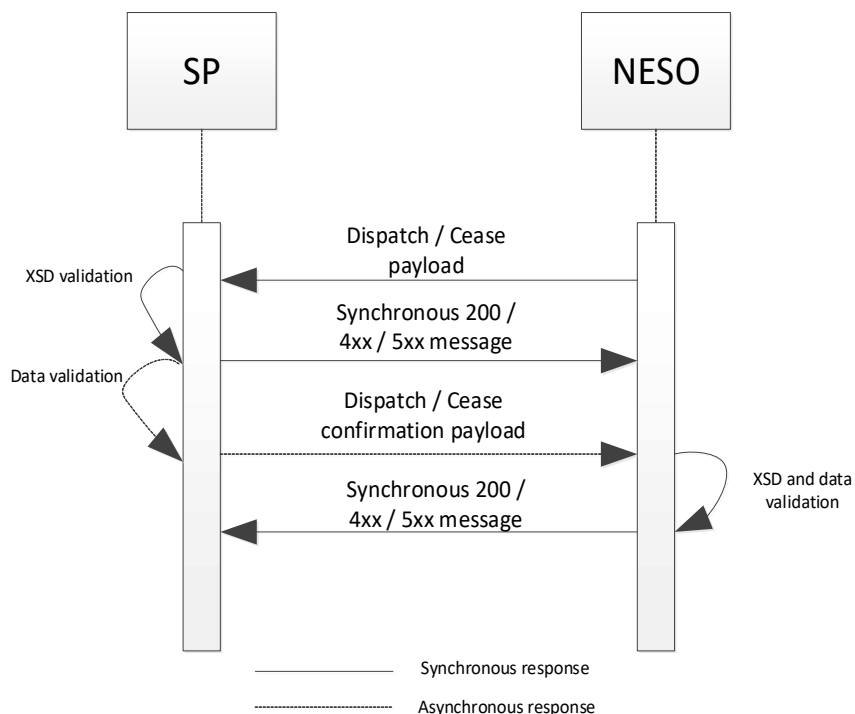 SP
NESO
Dispatch / Cease
payload
XSD validation
Synchronous 200 /
4xx / 5xx message
Data validation
Dispatch / Cease
confirmation payload
XSD and data
validation
Synchronous 200 /
4xx / 5xx message
Synchronous response
Asynchronous response